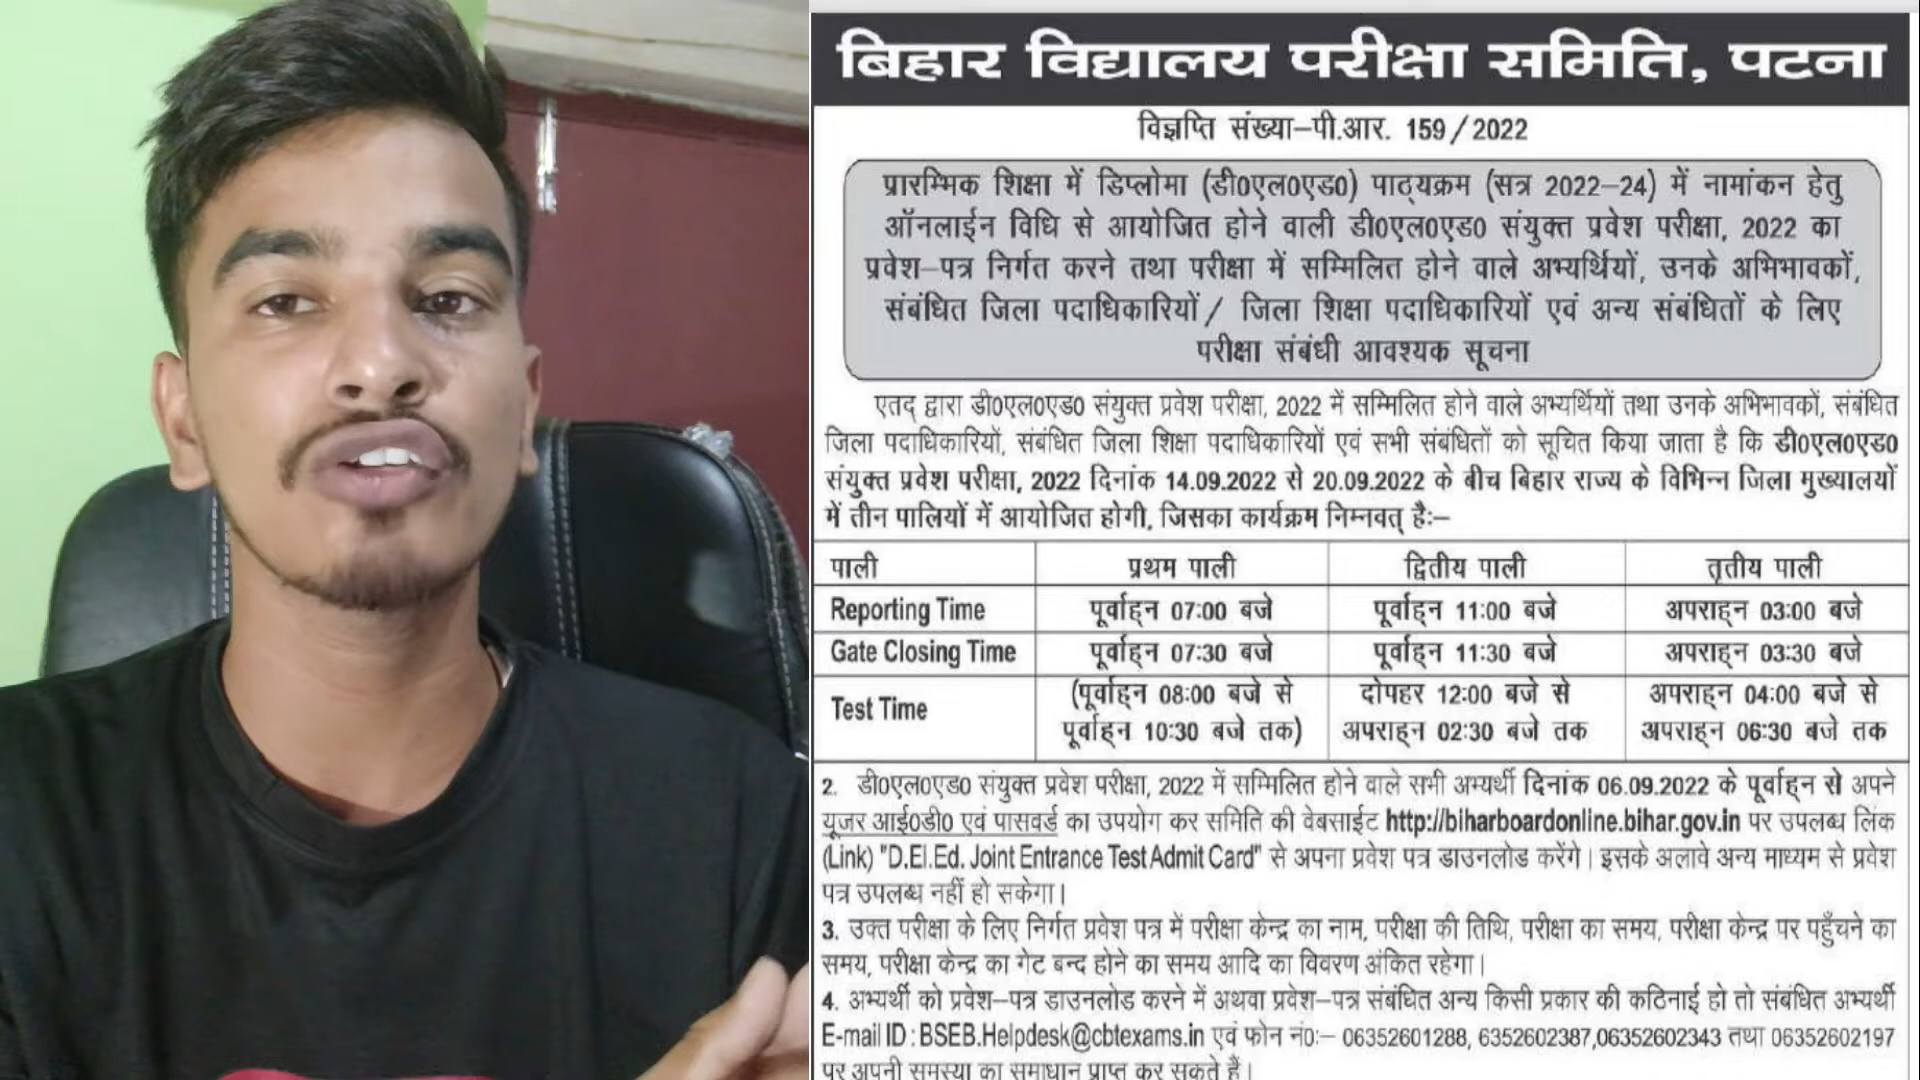 बिहार विद्यालय परीक्षा समिति, पटना
विज्ञप्ति संख्या–पी.आर. 159/2022
प्रारम्भिक शिक्षा में डिप्लोमा (डी0एल0एड0) पाठ्यक्रम (सत्र 2022–24) में नामांकन हेतु
ऑनलाईन विधि से आयोजित होने वाली डी0एल0एड0 संयुक्त प्रवेश परीक्षा, 2022 का
प्रवेश–पत्र निर्गत करने तथा परीक्षा में सम्मिलित होने वाले अभ्यर्थियों, उनके अभिभावकों,
संबंधित जिला पदाधिकारियों/ जिला शिक्षा पदाधिकारियों एवं अन्य संबंधितों के लिए
परीक्षा संबंधी आवश्यक सूचना
एतद् द्वारा डी0एल0एड0 संयुक्त प्रवेश परीक्षा, 2022 में सम्मिलित होने वाले अभ्यर्थियों तथा उनके अभिभावकों, संबंधित
जिला पदाधिकारियों, संबंधित जिला शिक्षा पदाधिकारियों एवं सभी संबंधितों को सूचित किया जाता है कि डी0एल0एड0
संयुक्त प्रवेश परीक्षा, 2022 दिनांक 14.09.2022 से 20.09.2022 के बीच बिहार राज्य के विभिन्न जिला मुख्यालयों
में तीन पालियों में आयोजित होगी, जिसका कार्यक्रम निम्नवत् है:–
पाली प्रथम पाली द्वितीय पाली तृतीय पाली
Reporting Time पूर्वाह्न 07:00 बजे पूर्वाह्न 11:00 बजे अपराह्न 03:00 बजे
Gate Closing Time पूर्वाह्न 07:30 बजे पूर्वाह्न 11:30 बजे अपराह्न 03:30 बजे
Test Time (पूर्वाह्न 08:00 बजे से दोपहर 12:00 बजे से अपराह्न 04:00 बजे से
पूर्वाह्न 10:30 बजे तक) अपराह्न 02:30 बजे तक अपराह्न 06:30 बजे तक
2. डी0एल0एड0 संयुक्त प्रवेश परीक्षा, 2022 में सम्मिलित होने वाले सभी अभ्यर्थी दिनांक 06.09.2022 के पूर्वाह्न से अपने
यूजर आई0डी0 एवं पासवर्ड का उपयोग कर समिति की वेबसाईट http://biharboardonline.bihar.gov.in पर उपलब्ध लिंक
(Link) "D.El.Ed. Joint Entrance Test Admit Card" से अपना प्रवेश पत्र डाउनलोड करेंगे। इसके अलावे अन्य माध्यम से प्रवेश
पत्र उपलब्ध नहीं हो सकेगा।
3. उक्त परीक्षा के लिए निर्गत प्रवेश पत्र में परीक्षा केन्द्र का नाम, परीक्षा की तिथि, परीक्षा का समय, परीक्षा केन्द्र पर पहुँचने का
समय, परीक्षा केन्द्र का गेट बन्द होने का समय आदि का विवरण अंकित रहेगा।
4. अभ्यर्थी को प्रवेश–पत्र डाउनलोड करने में अथवा प्रवेश–पत्र संबंधित अन्य किसी प्रकार की कठिनाई हो तो संबंधित अभ्यर्थी
E-mail ID : BSEB.Helpdesk@cbtexams.in एवं फोन नं0:– 06352601288, 6352602387,06352602343 तथा 06352602197
पर अपनी समस्या का समाधान प्राप्त कर सकते हैं।